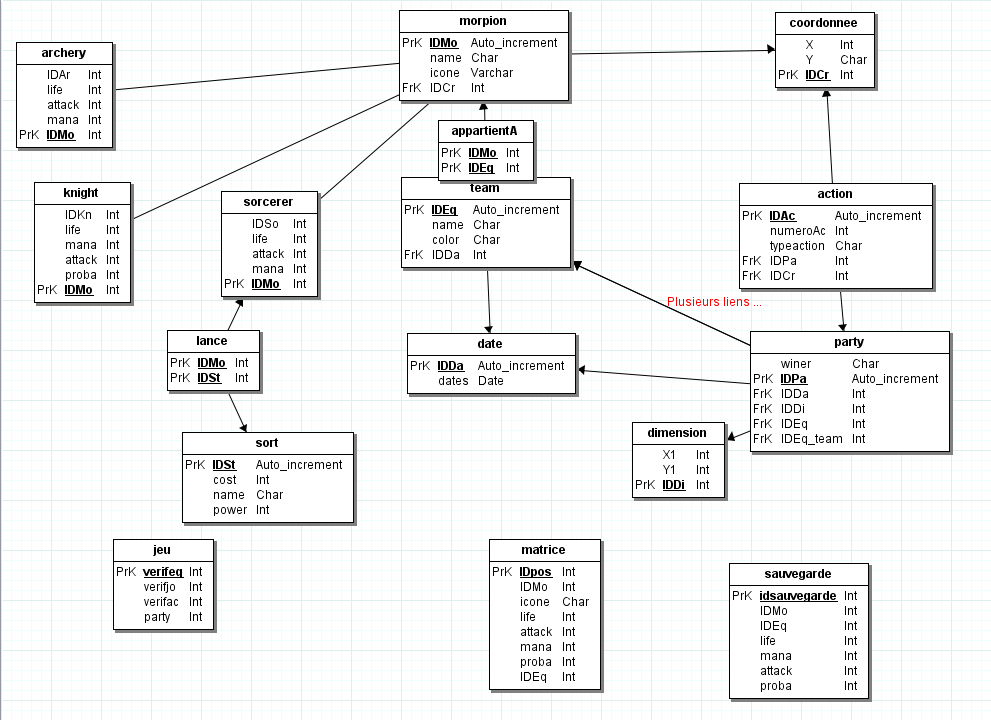 morpion
PrK IDMo Auto_increment
name Char
icone Varchar
FrK IDCr Int
coordonnee
X Int
Y Char
PrK IDCr Int
archery
IDAr Int
life Int
attack Int
mana Int
PrK IDMo Int
appartientA
PrK IDMo Int
PrK IDEq Int
knight
IDKn Int
life Int
mana Int
attack Int
proba Int
PrK IDMo Int
sorcerer
IDSo Int
life Int
attack Int
mana Int
PrK IDMo Int
team
PrK IDEq Auto_increment
name Char
color Char
FrK IDDa Int
action
PrK IDAc Auto_increment
numeroAc Int
typeaction Char
FrK IDPa Int
FrK IDCr Int
Plusieurs liens ...
lance
PrK IDMo Int
PrK IDSt Int
date
PrK IDDa Auto_increment
dates Date
party
winer Char
PrK IDPa Auto_increment
FrK IDDa Int
FrK IDDi Int
FrK IDEq Int
FrK IDEq_team Int
dimension
X1 Int
Y1 Int
PrK IDDi Int
sort
PrK IDSt Auto_increment
cost Int
name Char
power Int
jeu
PrK verifeq Int
verifjo Int
verifac Int
party Int
matrice
PrK IDpos Int
IDMo Int
icone Char
life Int
attack Int
mana Int
proba Int
IDEq Int
sauvegarde
PrK idsauvegarde Int
IDMo Int
IDEq Int
life Int
mana Int
attack Int
proba Int